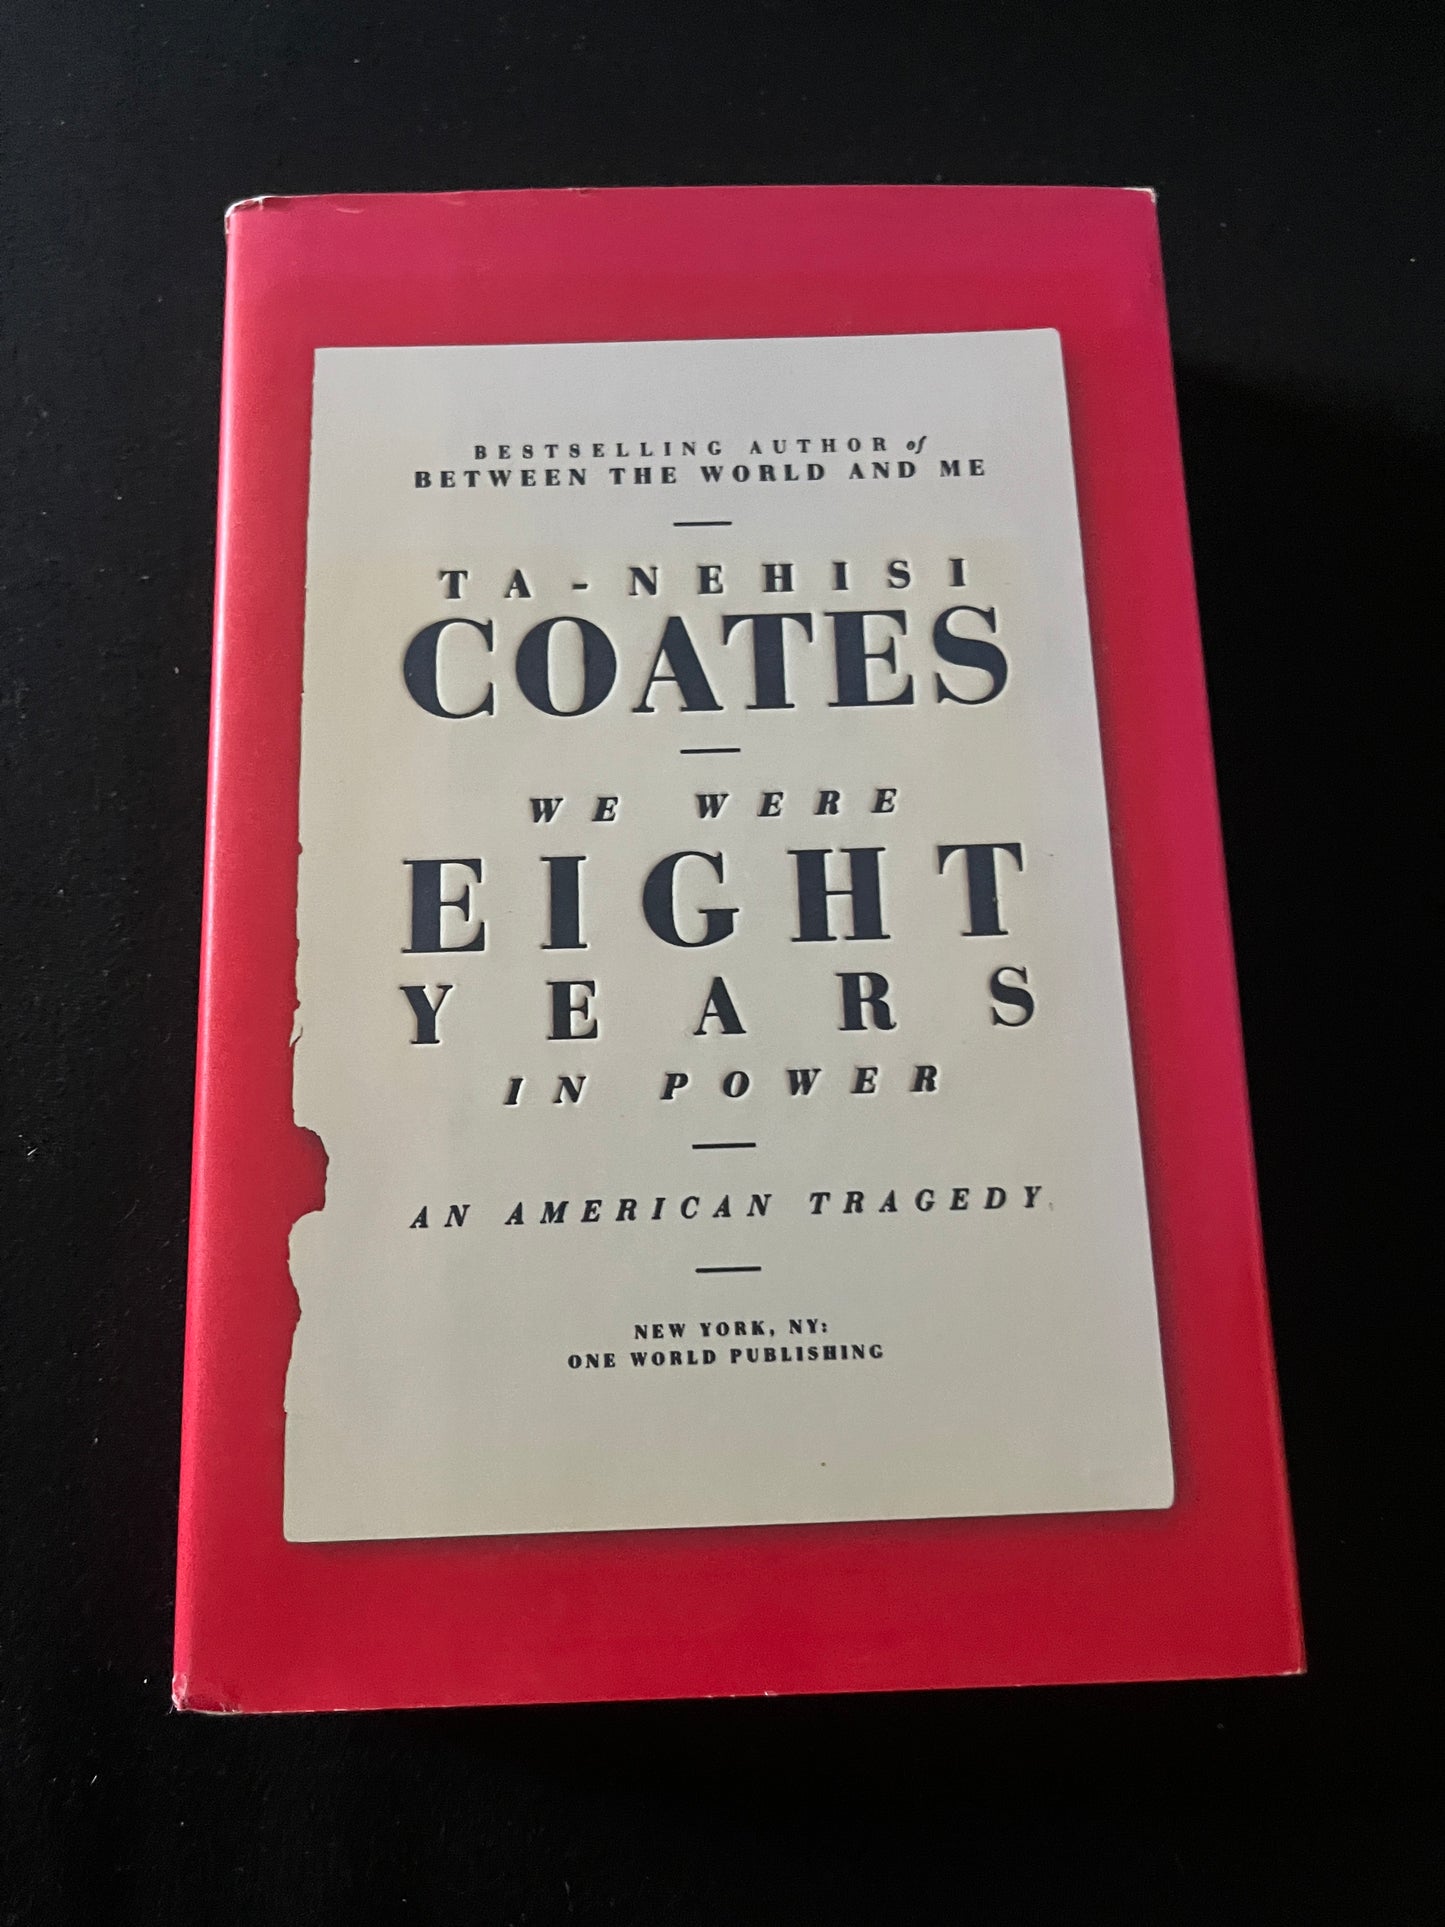 BESTSELLING AUTHOR of
BETWEEN THE WORLD AND ME
TA-NEHISI
COATES
WE WERE
EIGHT
YEARS
IN POWER
AN AMERICAN TRAGEDY
NEW YORK, NY:
ONE WORLD PUBLISHING